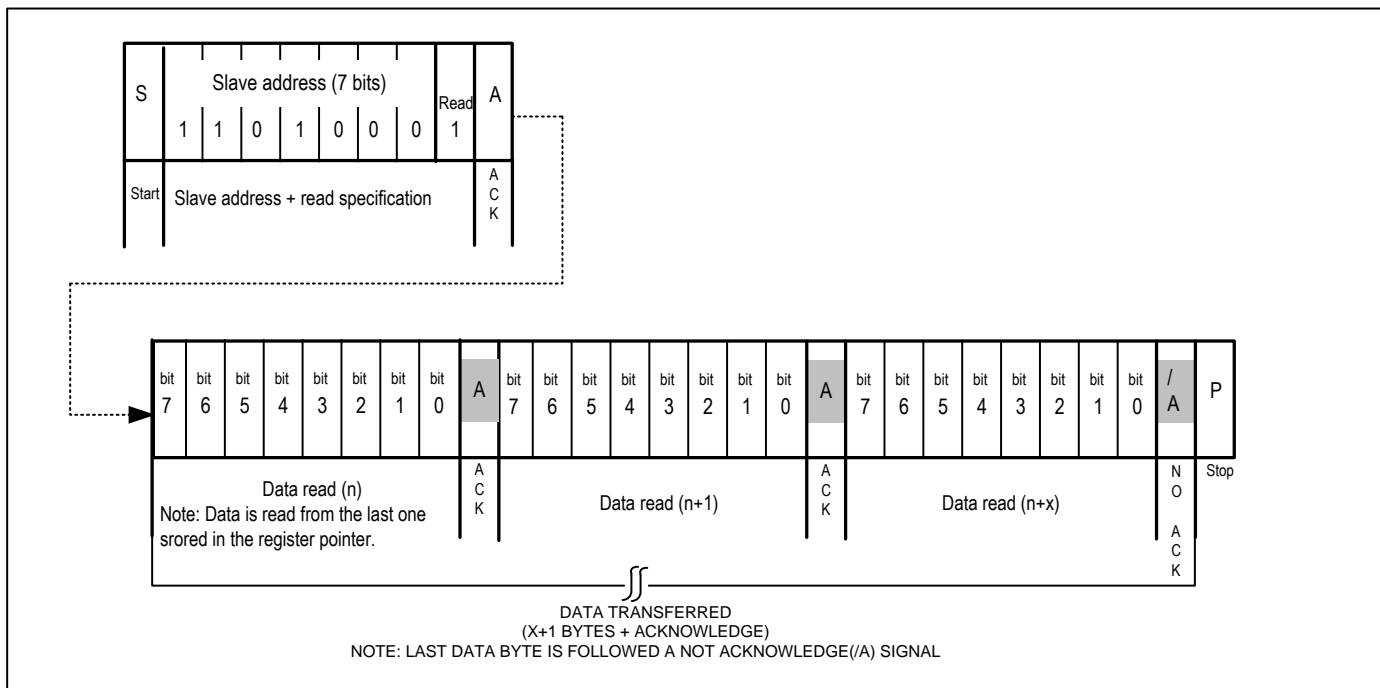 S
Slave address (7 bits)
Read
A
1 1 0 1 0 0 0 1
Start
Slave address + read specification
A
C
K
bit bit bit bit bit bit bit bit A bit bit bit bit bit bit bit bit A bit bit bit bit bit bit bit bit / P
7 6 5 4 3 2 1 0 7 6 5 4 3 2 1 0 7 6 5 4 3 2 1 0 A
Data read (n)
Note: Data is read from the last one
srored in the register pointer.
A
C
K
Data read (n+1)
A
C
K
Data read (n+x)
N
O
A
C
K
Stop
DATA TRANSFERRED
(X+1 BYTES + ACKNOWLEDGE)
NOTE: LAST DATA BYTE IS FOLLOWED A NOT ACKNOWLEDGE(/A) SIGNAL